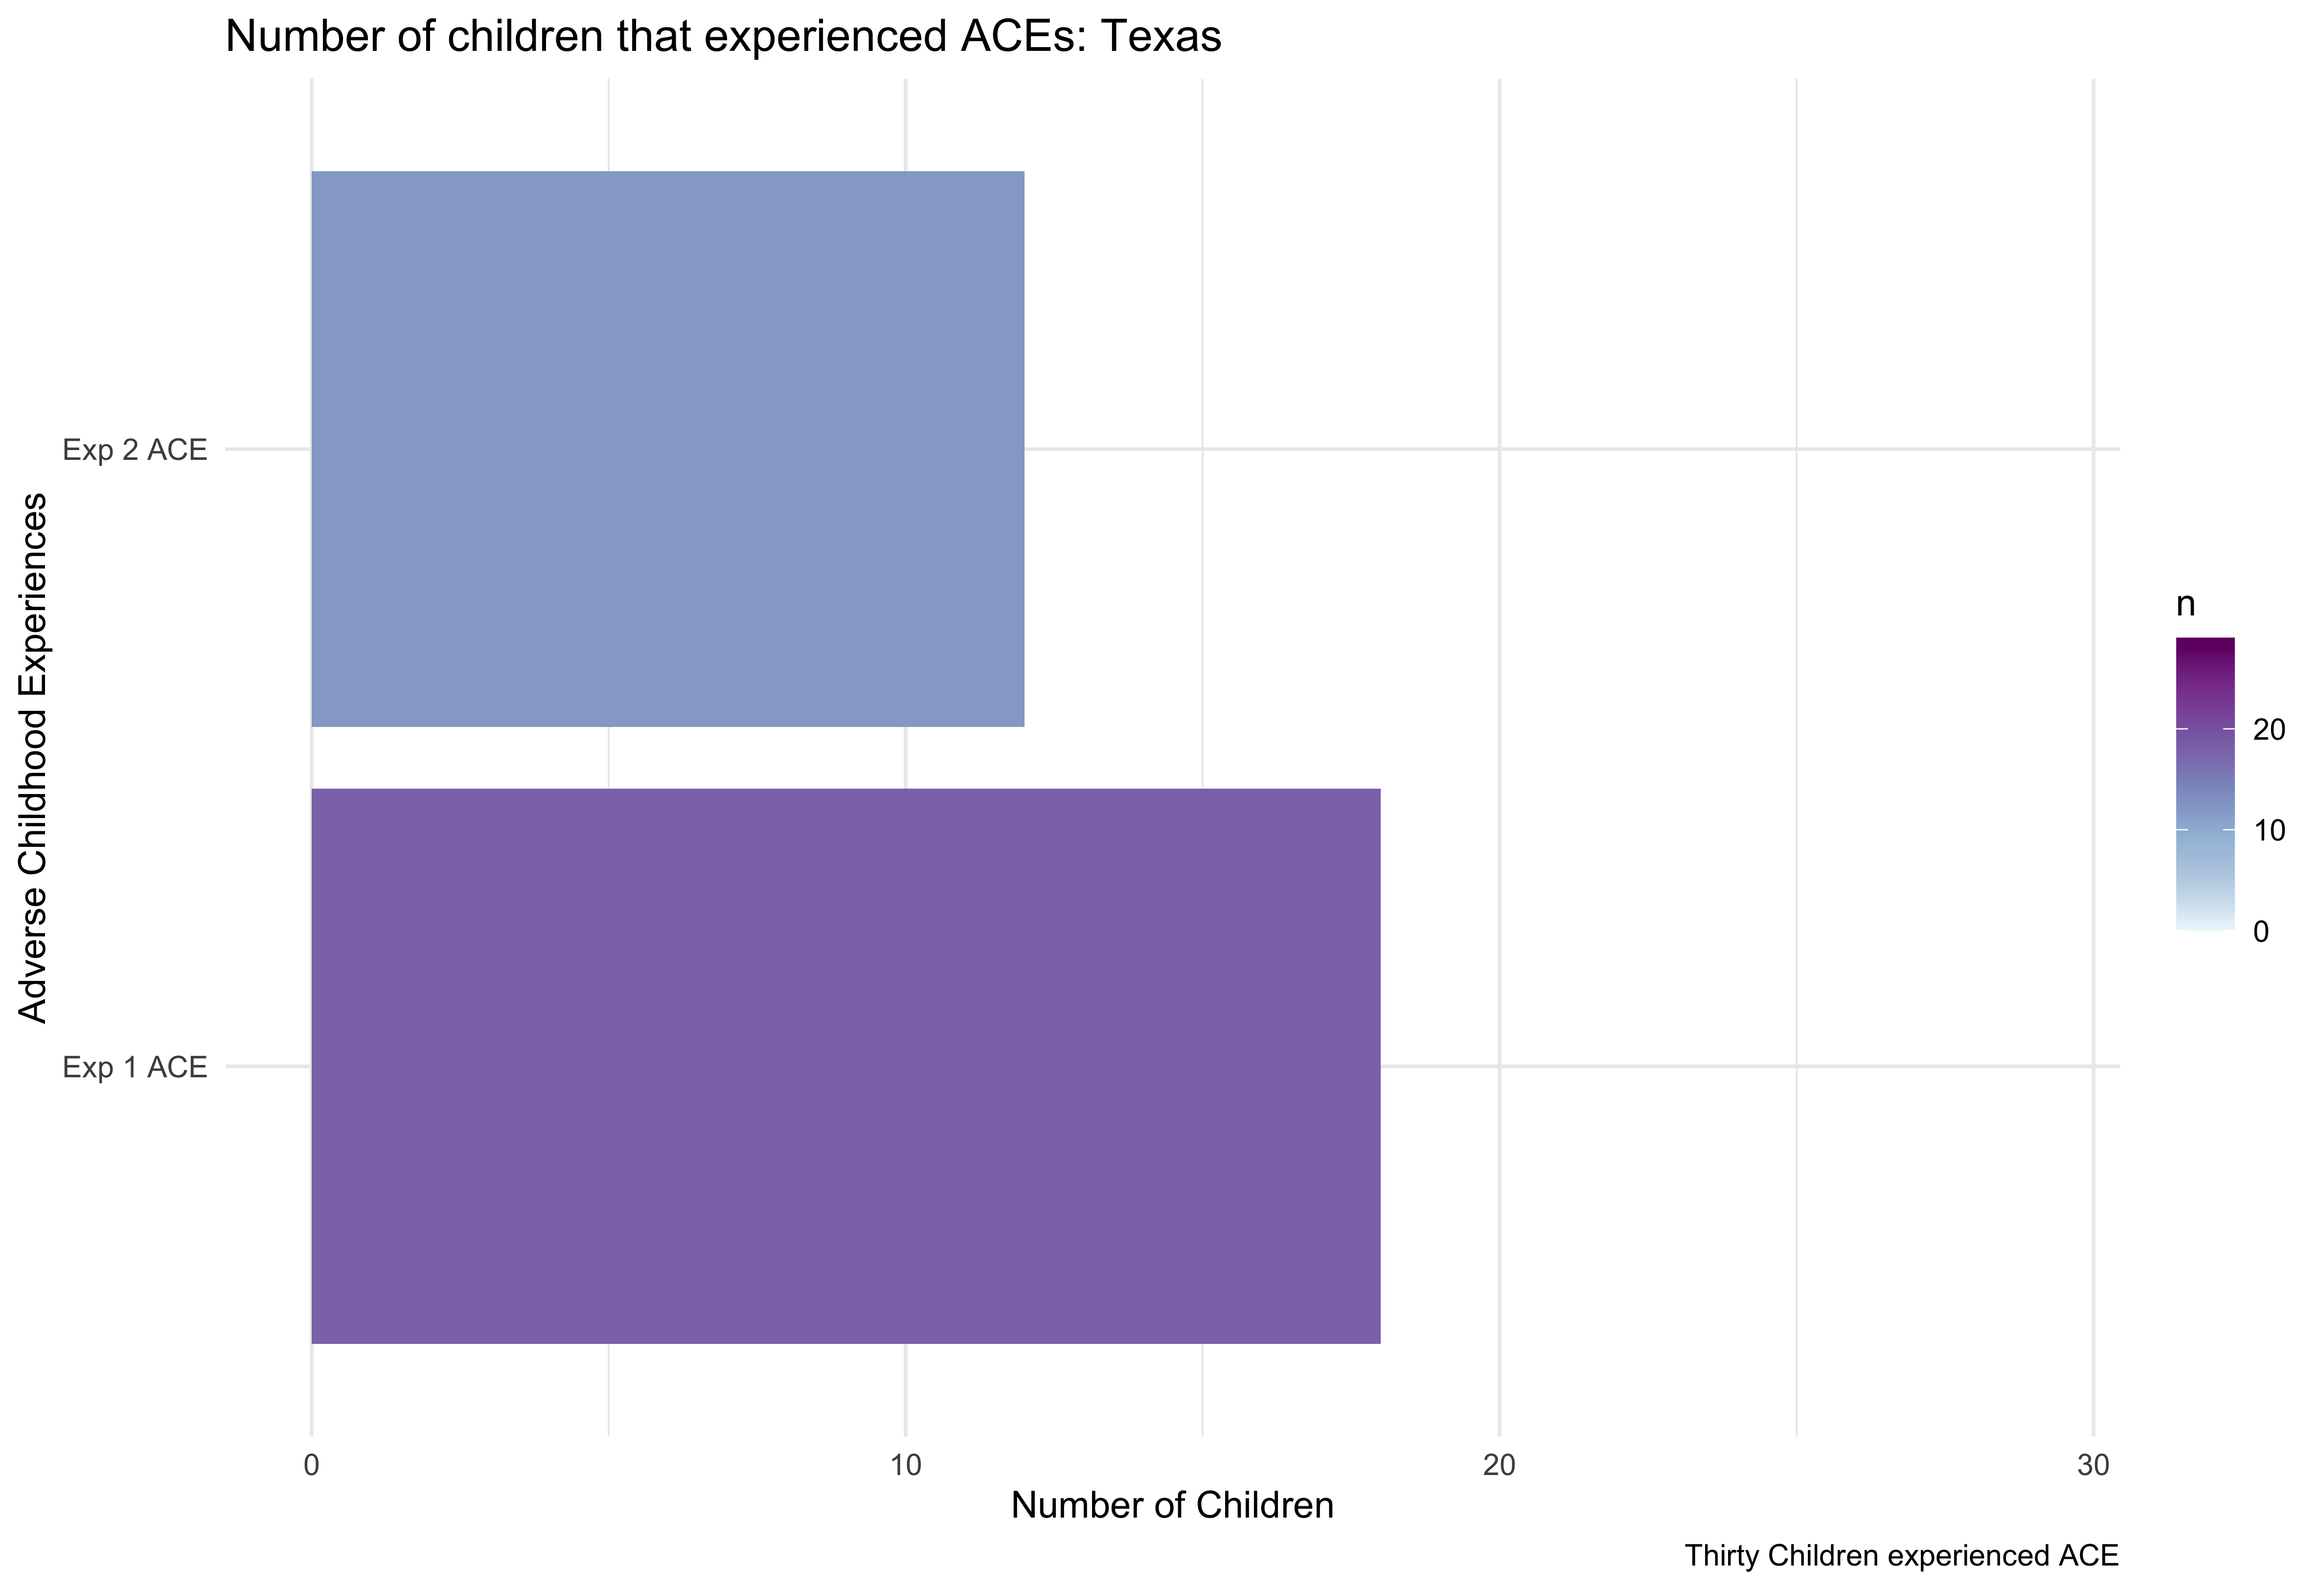 Number of children that experienced ACEs: Texas
Adverse Childhood Experiences
Exp 2 ACE
Exp 1 ACE
0
10
20
30
Number of Children
n
20
10
0
Thirty Children experienced ACE